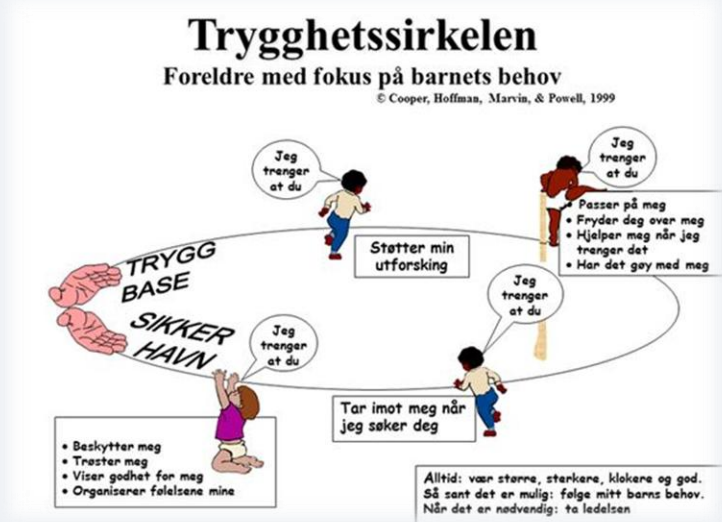 Trygghetssirkelen
Foreldre med fokus på barnets behov
© Cooper, Hoffman, Marvin, & Powell, 1999
Jeg
trenger
at du
Støtter min
utforsking
Jeg
trenger
at du
• Passer på meg
• Fryder deg over meg
• Hjelper meg når jeg
trenger det
• Har det gøy med meg
TRYGG
BASE
SIKKER
HAVN
Jeg
trenger
at du
Tar imot meg når
jeg søker deg
Jeg
trenger
at du
• Beskytter meg
• Trøster meg
• Viser godhet for meg
• Organiserer følelsene mine
Alltid: vær større, sterkere, klokere og god.
Så sant det er mulig: følge mitt barns behov.
Når det er nødvendig: ta ledelsen